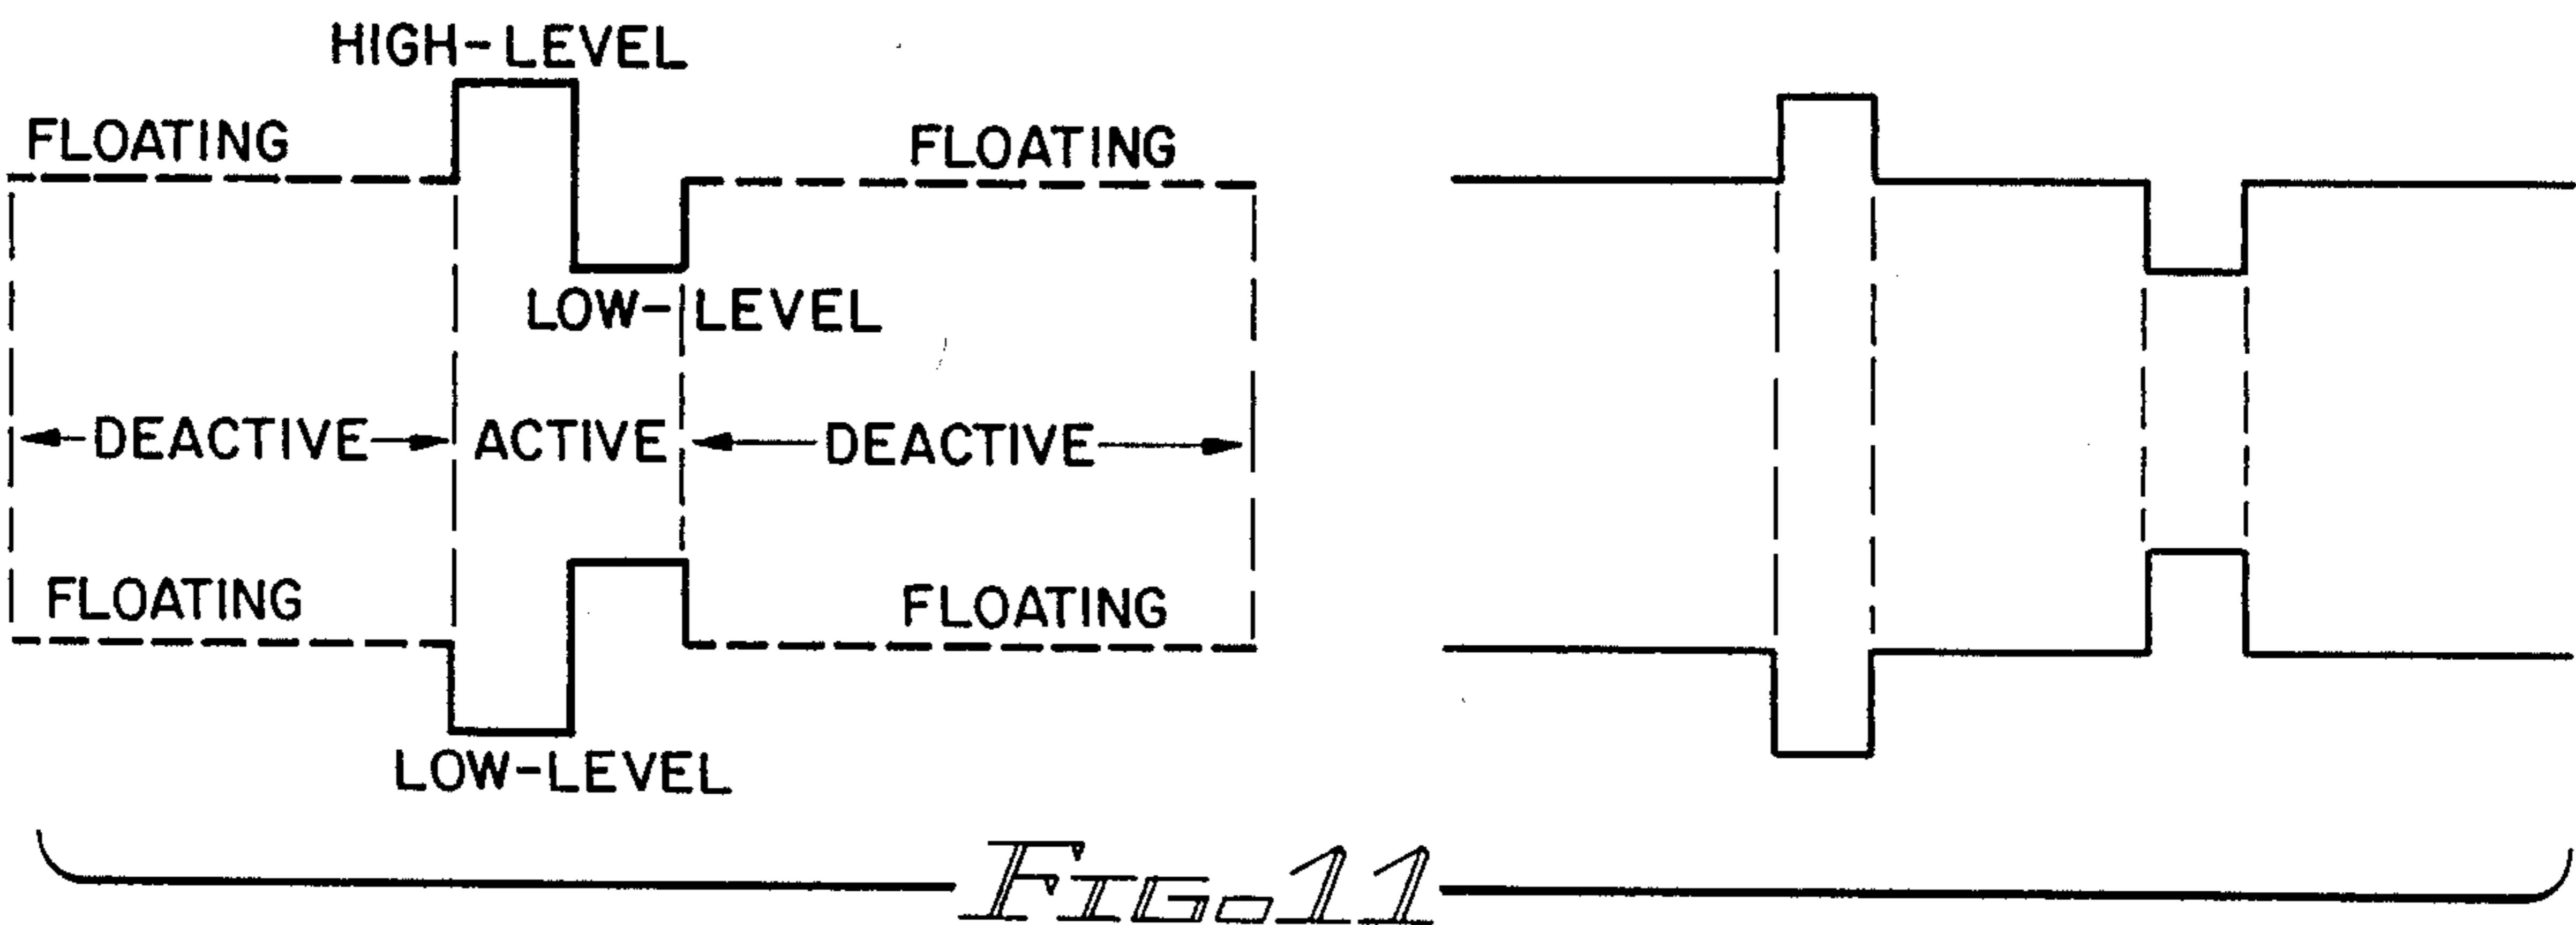 HIGH-LEVEL
FLOATING
FLOATING
LOW-LEVEL
DEACTIVE ACTIVE DEACTIVE
FLOATING
FLOATING
LOW-LEVEL
FIG. 11